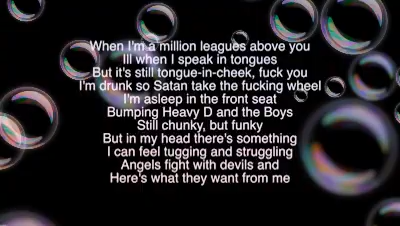 When I'm a million leagues above you
Ill when I speak in tongues
But it's still tongue-in-cheek, fuck you
I'm drunk so Satan take the fucking wheel
I'm asleep in the front seat
Bumping Heavy D and the Boys
Still chunky, but funky
But in my head there's something
I can feel tugging and struggling
Angels fight with devils and
Here's what they want from me